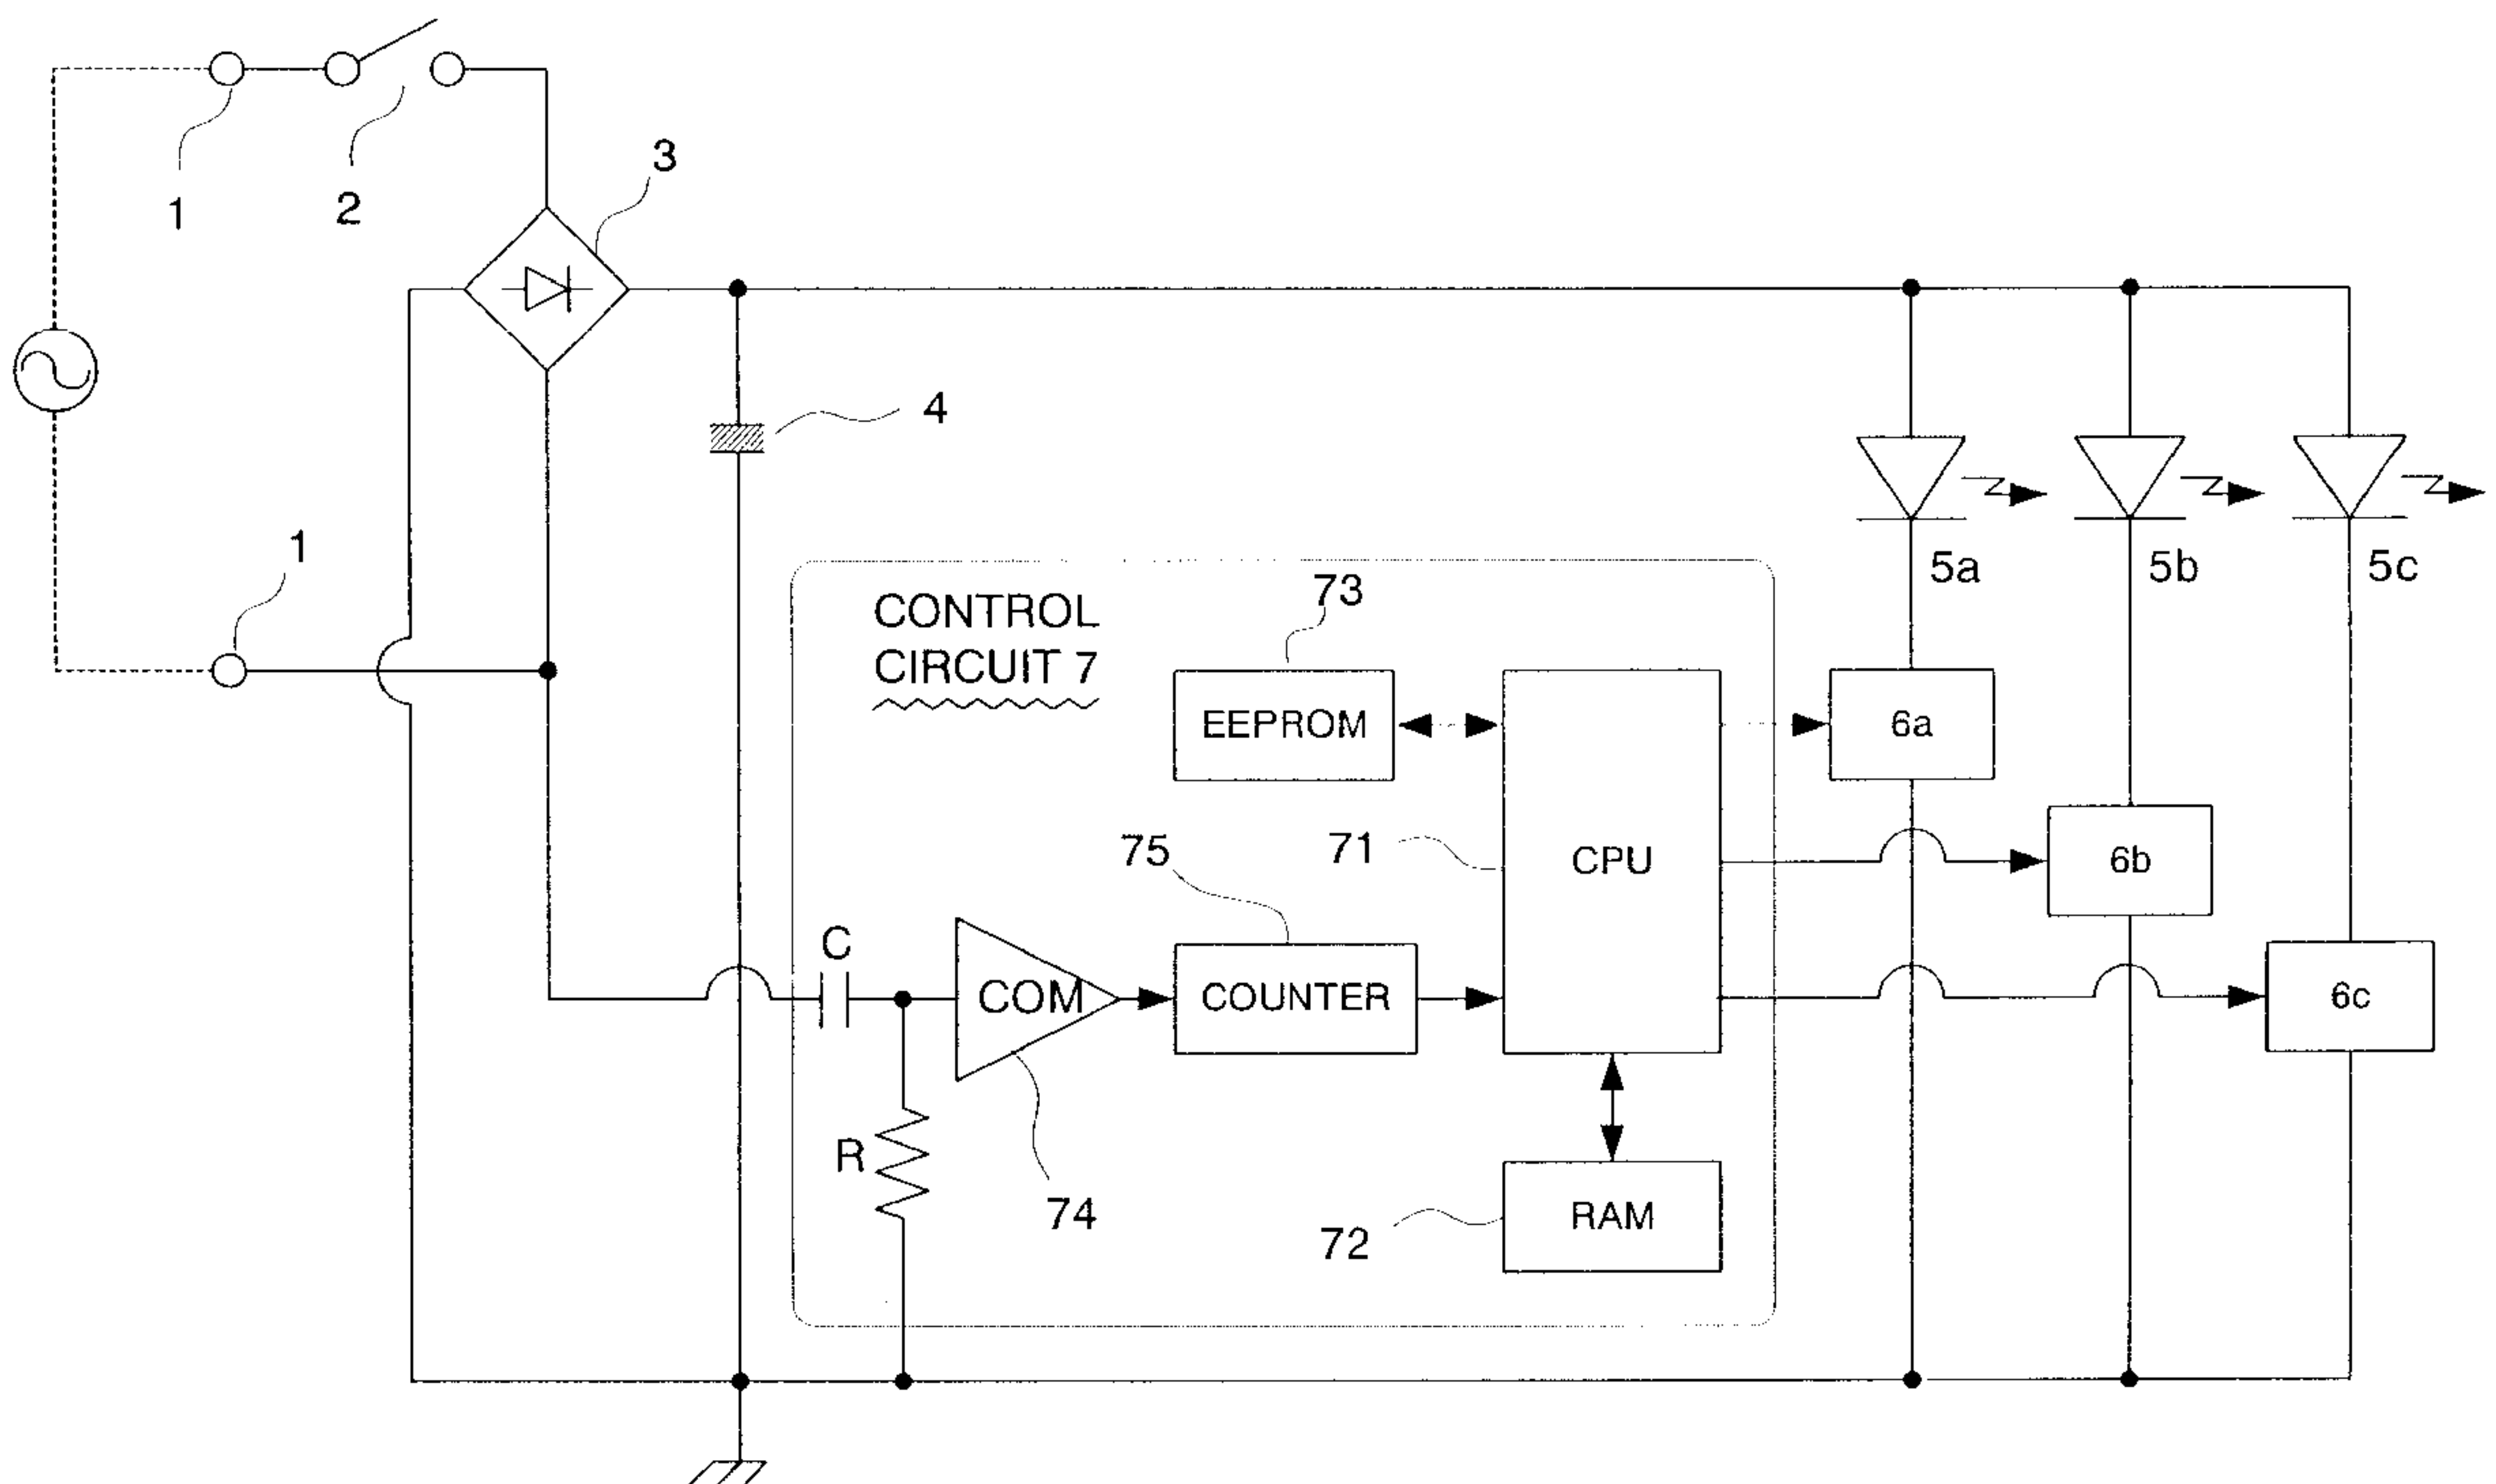 1
2
3
4
1
5a
5b
5c
CONTROL
CIRCUIT 7
73
EEPROM
6a
75
71
CPU
6b
C
COM
COUNTER
6c
R
74
72
RAM